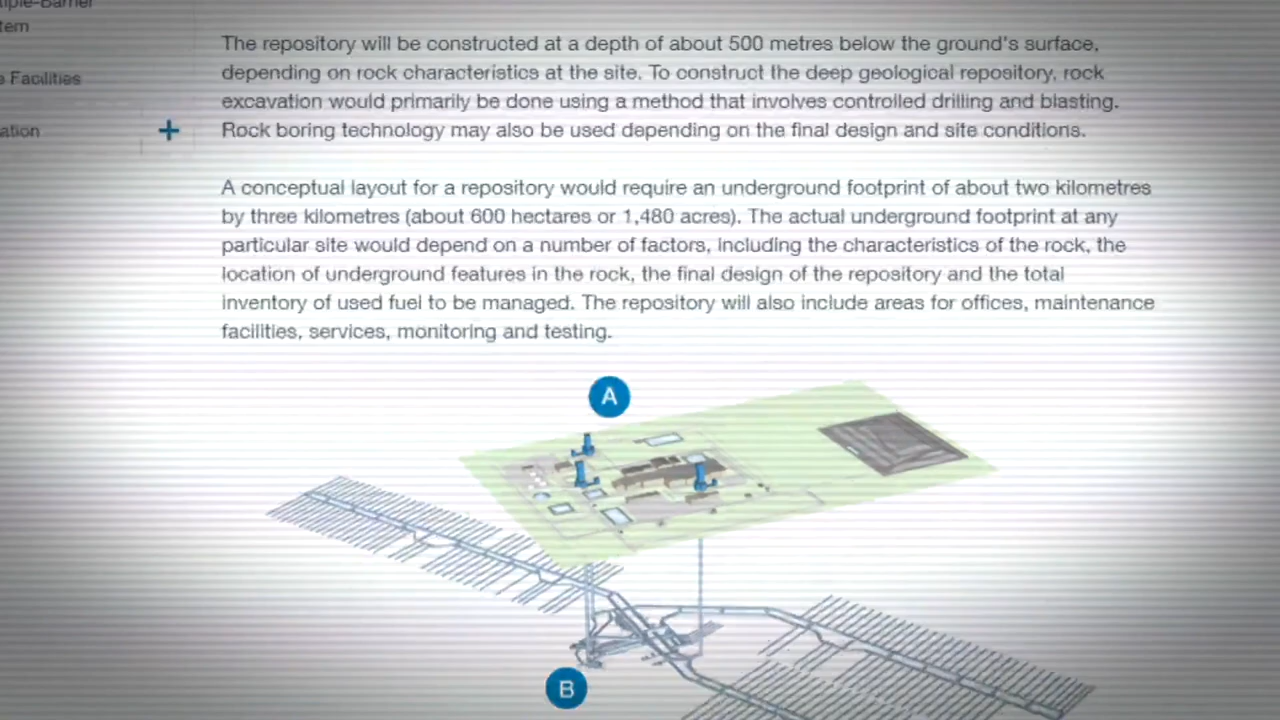 tem
e Facilities
ation
+
The repository will be constructed at a depth of about 500 metres below the ground's surface,
depending on rock characteristics at the site. To construct the deep geological repository, rock
excavation would primarily be done using a method that involves controlled drilling and blasting.
Rock boring technology may also be used depending on the final design and site conditions.
A conceptual layout for a repository would require an underground footprint of about two kilometres
by three kilometres (about 600 hectares or 1,480 acres). The actual underground footprint at any
particular site would depend on a number of factors, including the characteristics of the rock, the
location of underground features in the rock, the final design of the repository and the total
inventory of used fuel to be managed. The repository will also include areas for offices, maintenance
facilities, services, monitoring and testing.
A
B